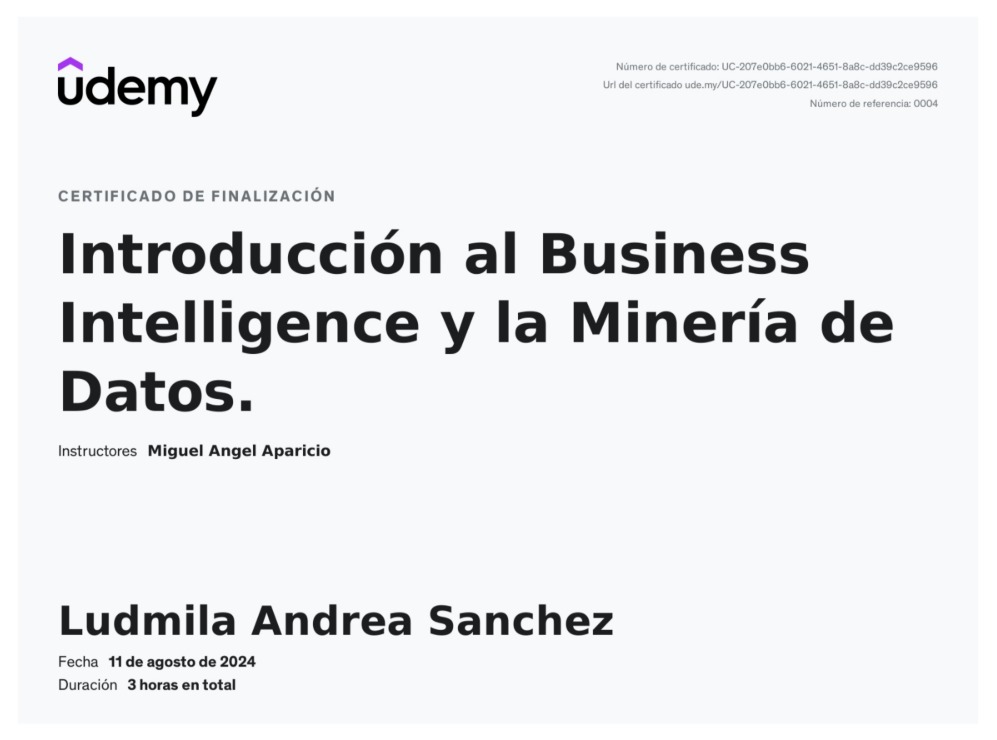 udemy
Número de certificado: UC-207e0bb6-6021-4651-8a8c-dd39c2ce9596
Url del certificado ude.my/UC-207e0bb6-6021-4651-8a8c-dd39c2ce9596
Número de referencia: 0004
CERTIFICADO DE FINALIZACIÓN
Introducción al Business
Intelligence y la Minería de
Datos.
Instructores Miguel Angel Aparicio
Ludmila Andrea Sanchez
Fecha 11 de agosto de 2024
Duración 3 horas en total